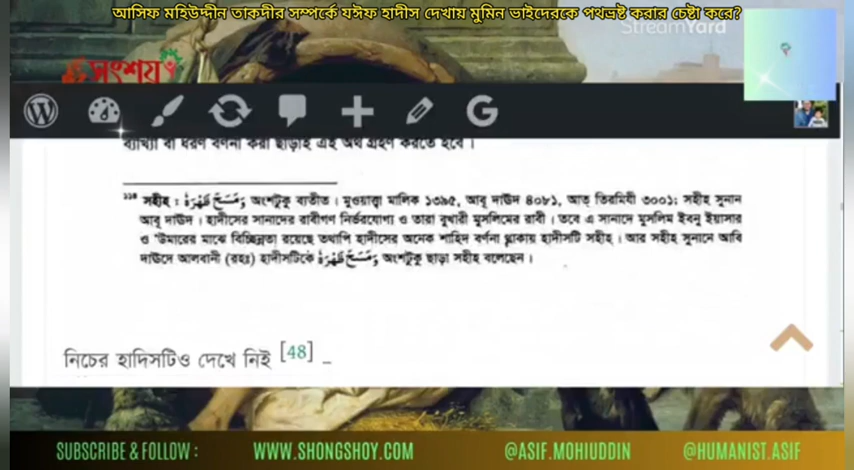 আসিফ মহিউদ্দীন তাকদীর সম্পর্কে যঈফ হাদীস দেখায় মুমিন ভাইদেরকে পথভ্রষ্ট করার চেষ্টা করে?
StreamYard
সংশয়
ব্যাখ্যা বা ধরণ বর্ণনা করা ছাড়াই এই অর্থ গ্রহণ করতে হবে।
১১৪ সহীহ : وَمَسَحَ ظَهْرَهُ অংশটুকু ব্যতীত। মুওয়াত্ত্বা মালিক ১৩৯৫, আবূ দাউদ ৪০৮১, আত্ তিরমিযী ৩০০১; সহীহ সুনান
আবূ দাউদ। হাদীসের সানাদের রাবীগণ নির্ভরযোগ্য ও তারা বুখারী মুসলিমের রাবী। তবে এ সানাদে মুসলিম ইবনু ইয়াসার
ও 'উমারের মাঝে বিচ্ছিন্নতা রয়েছে তথাপি হাদীসের অনেক শাহিদ বর্ণনা থাকায় হাদীসটি সহীহ। আর সহীহ সুনানে আবি
দাঊদে আলবানী (রহঃ) হাদীসটিকে وَمَسَحَ ظَهْرَهُ অংশটুকু ছাড়া সহীহ বলেছেন।
নিচের হাদিসটিও দেখে নিই [48] –
SUBSCRIBE & FOLLOW : WWW.SHONGSHOY.COM @ASIF.MOHIUDDIN @HUMANIST.ASIF